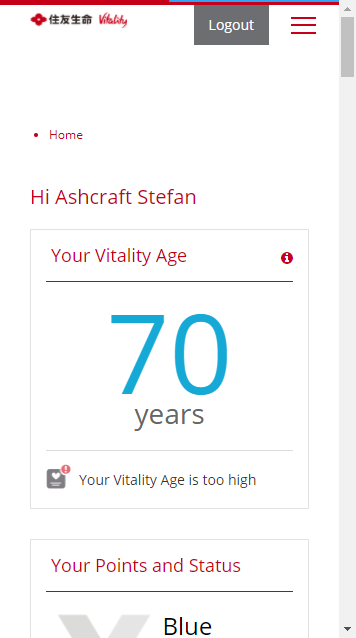 住友生命 Vitality
Logout
Home
Hi Ashcraft Stefan
Your Vitality Age
70
years
Your Vitality Age is too high
Your Points and Status
Blue